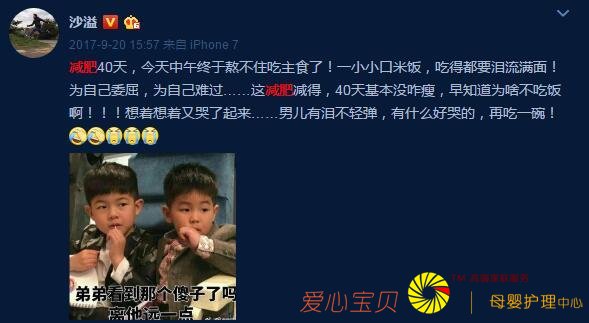 沙溢
2017-9-20 15:57 来自 iPhone 7
减肥40天，今天中午终于熬不住吃主食了！一小小口米饭，吃得都要泪流满面！
为自己委屈，为自己难过……这减肥减得，40天基本没咋瘦，早知道为啥不吃饭
啊！！！想着想着又哭了起来……男儿有泪不轻弹，有什么好哭的，再吃一碗！
弟弟看到那个傻子了吗
离他远一点
爱心宝贝
TM
母婴护理中心